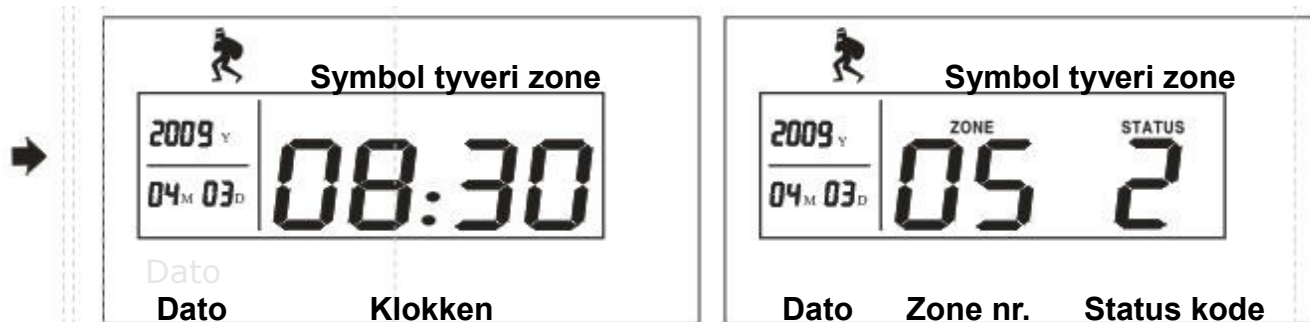 Symbol tyveri zone
2009 Y
04 M 03 D
08:30
Dato
Dato Klokken
Symbol tyveri zone
2009 Y
04 M 03 D
ZONE STATUS
05 2
Dato Zone nr. Status kode